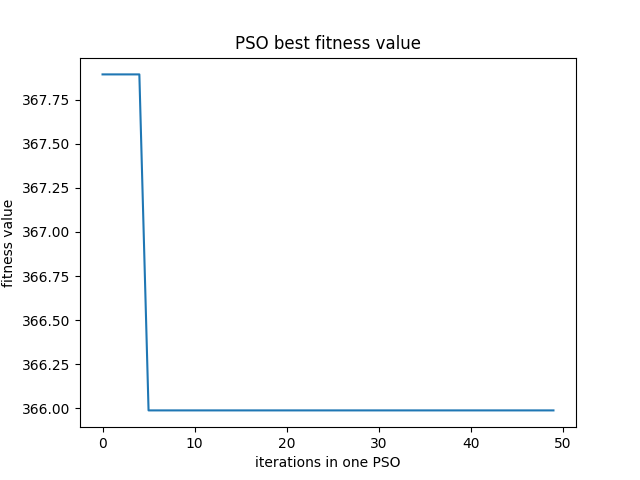 PSO best fitness value
fitness value
367.75
367.50
367.25
367.00
366.75
366.50
366.25
366.00
0 10 20 30 40 50
iterations in one PSO